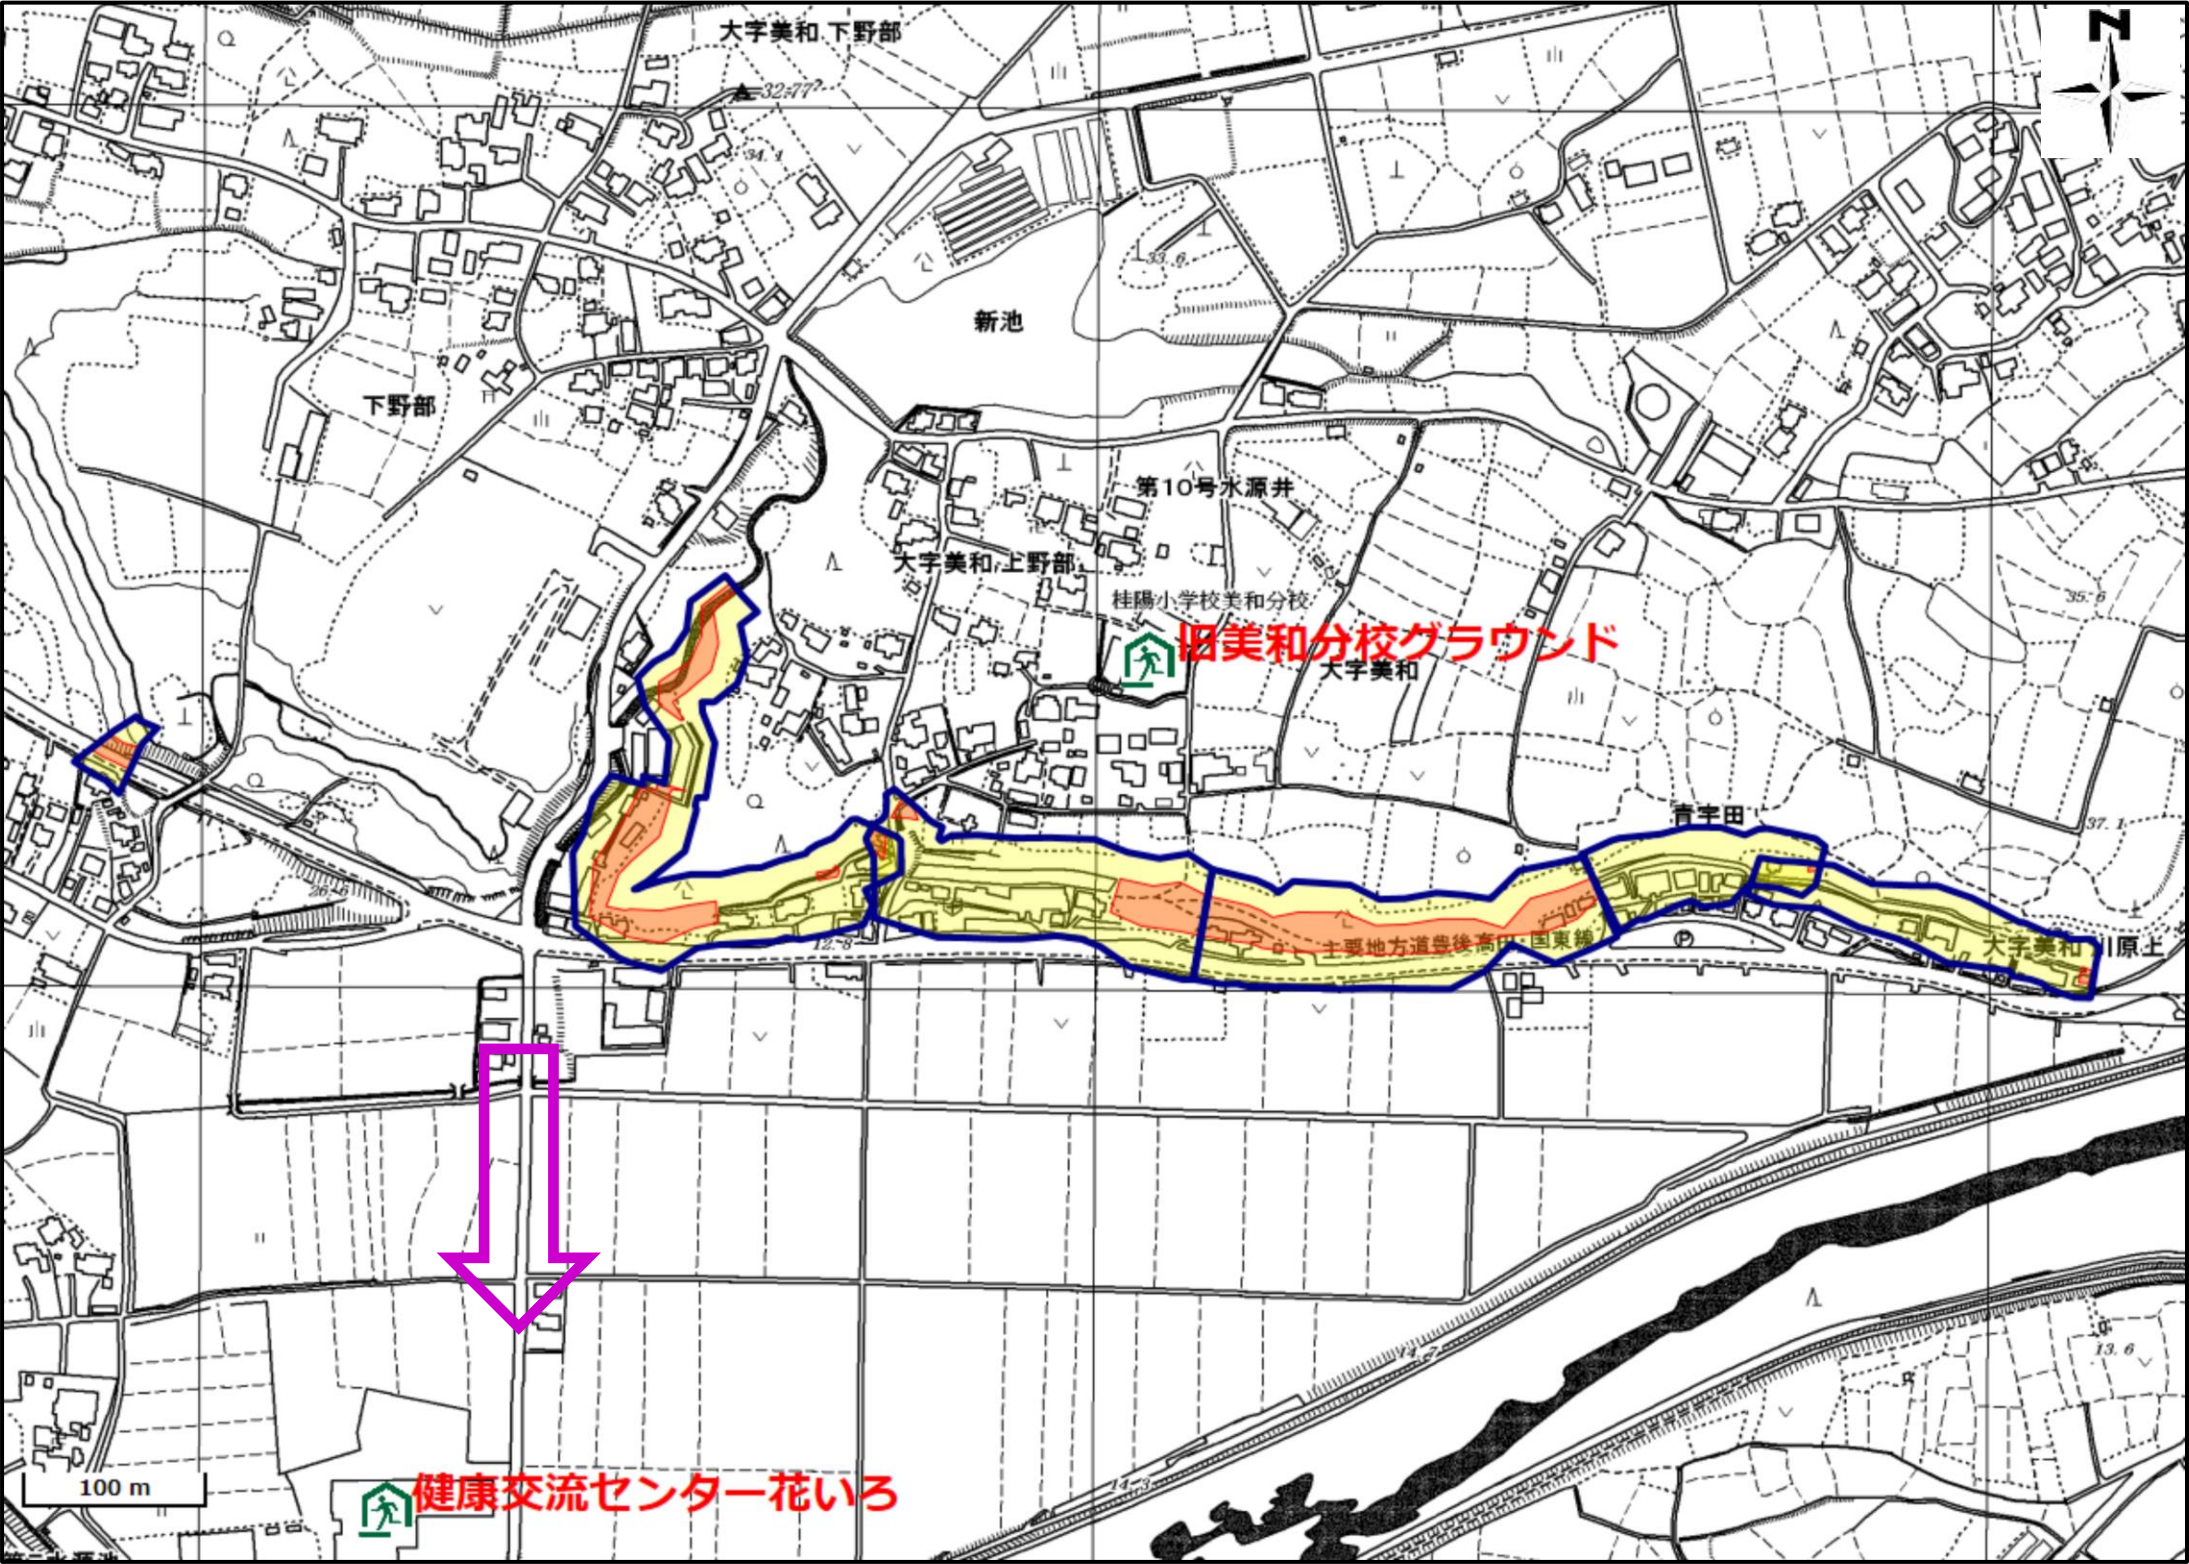 N
大字美和 下野部
32.77
34.1
33.6
新池
下野部
第10号水源井
大字美和 上野部
桂陽小学校美和分校
35.6
旧美和分校グラウンド
大字美和
青宇田
37.1
26.6
12.8
主要地方道豊後高田 国東線
P
大字美和 川原上
14.7
13.6
14.3
100 m
健康交流センター花いろ